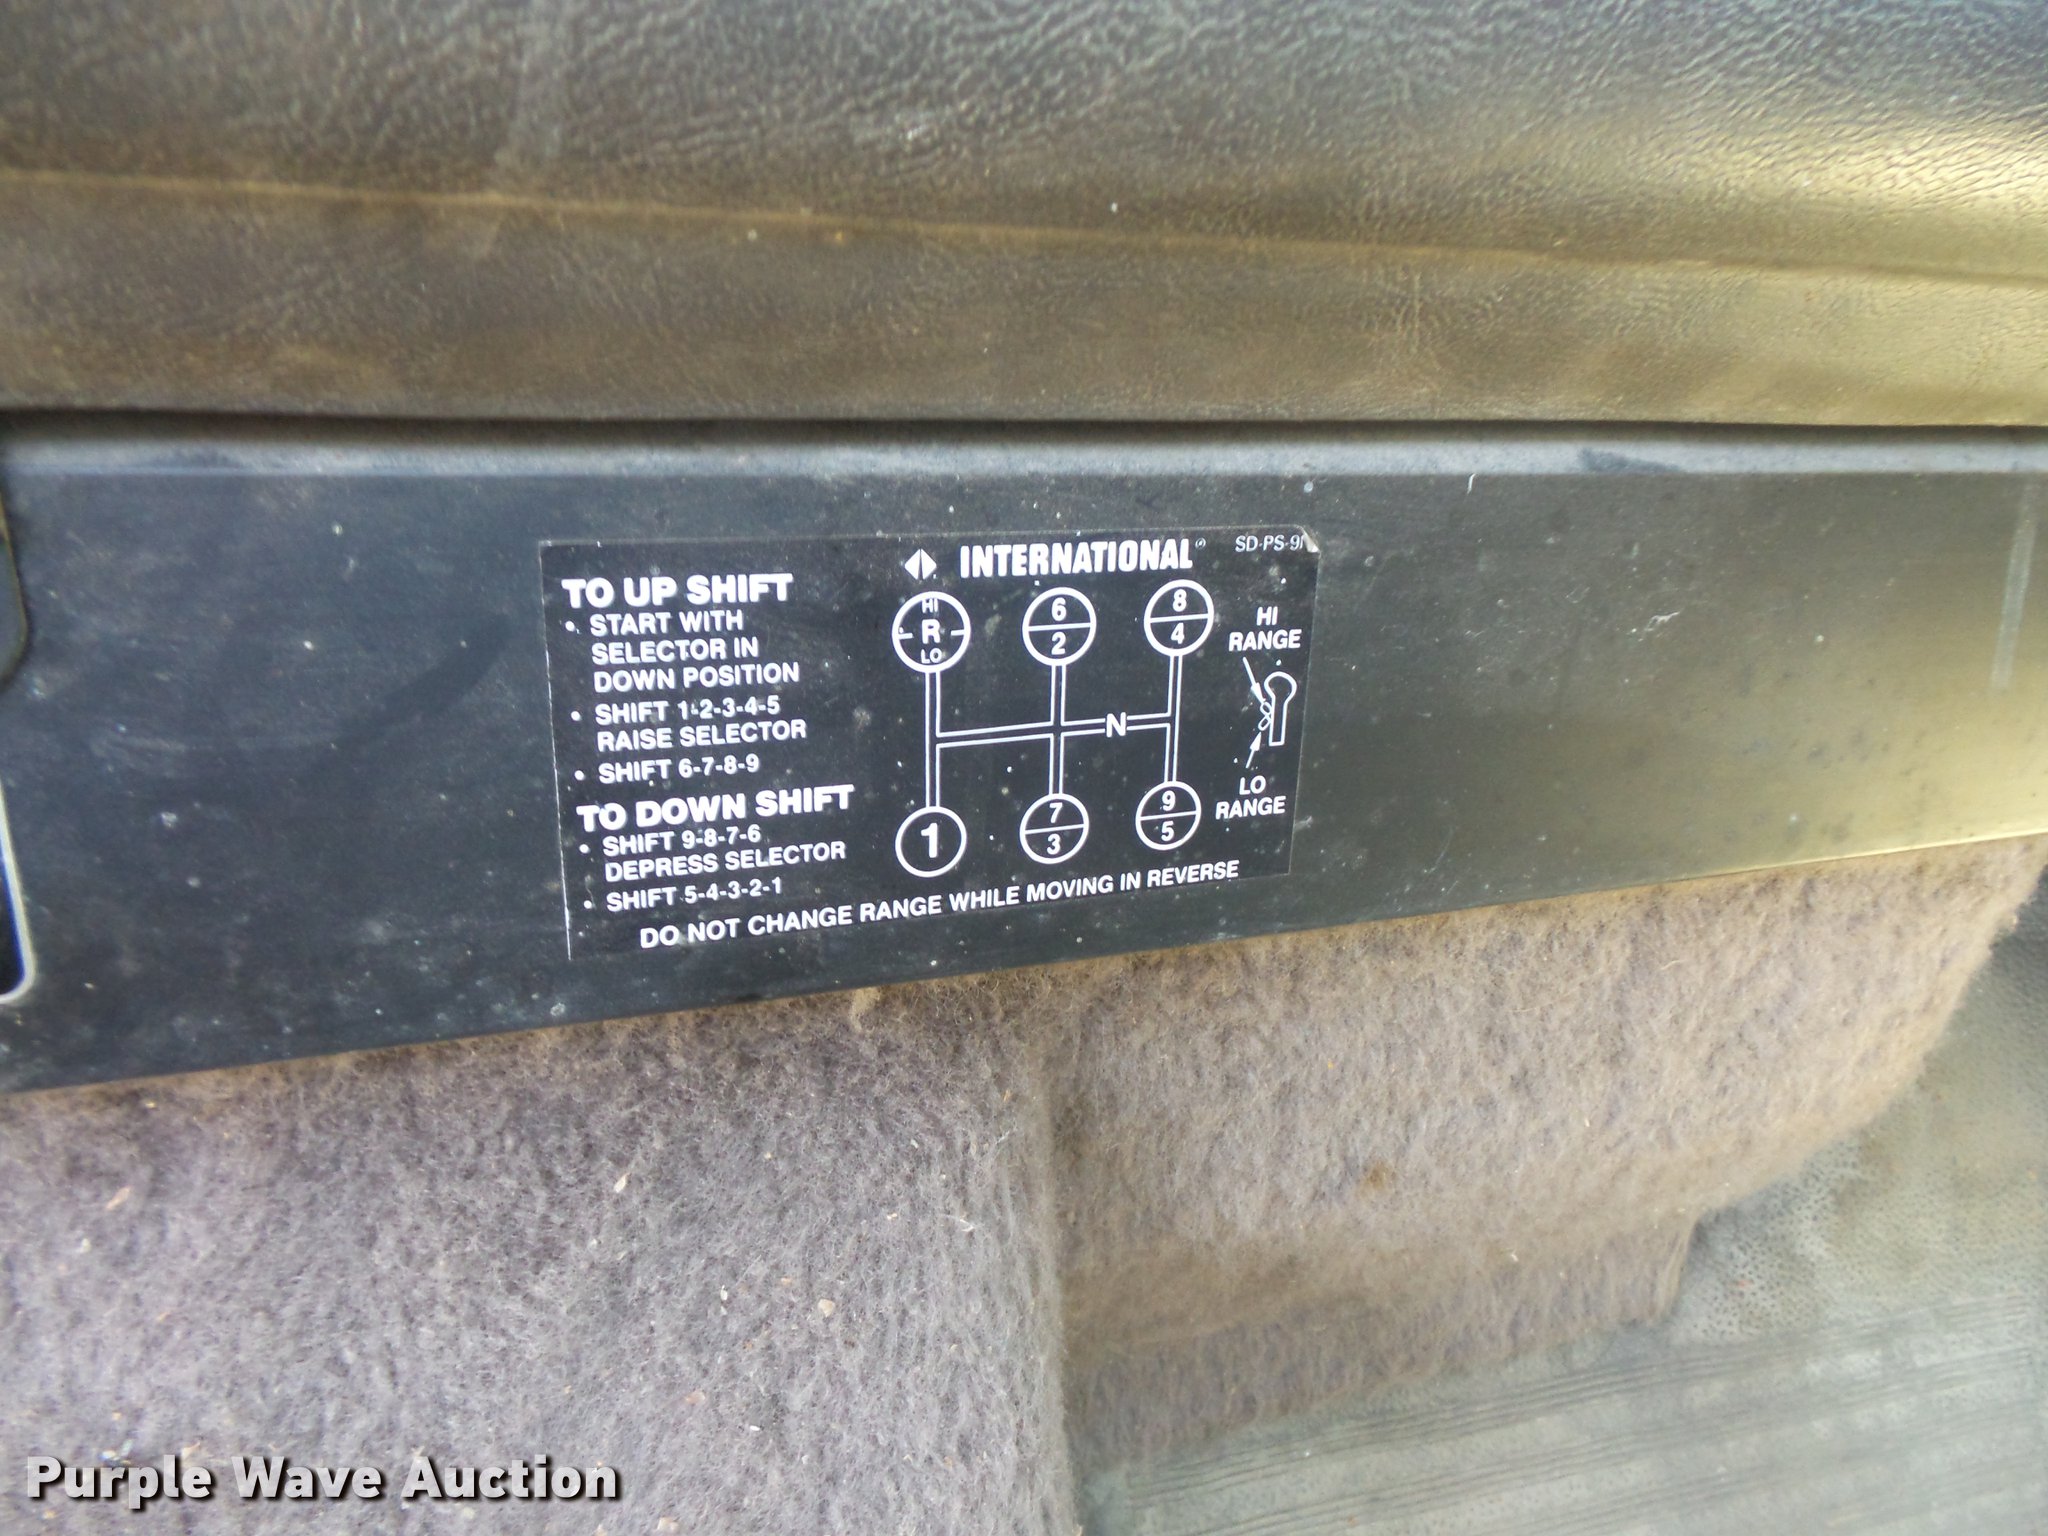 INTERNATIONAL®
TO UP SHIFT
• START WITH
SELECTOR IN
DOWN POSITION
• SHIFT 1-2-3-4-5
RAISE SELECTOR
• SHIFT 6-7-8-9
TO DOWN SHIFT
• SHIFT 9-8-7-6
DEPRESS SELECTOR
• SHIFT 5-4-3-2-1
HI
R
LO
6
2
8
4
N
1
7
3
9
5
HI
RANGE
LO
RANGE
DO NOT CHANGE RANGE WHILE MOVING IN REVERSE
Purple Wave Auction